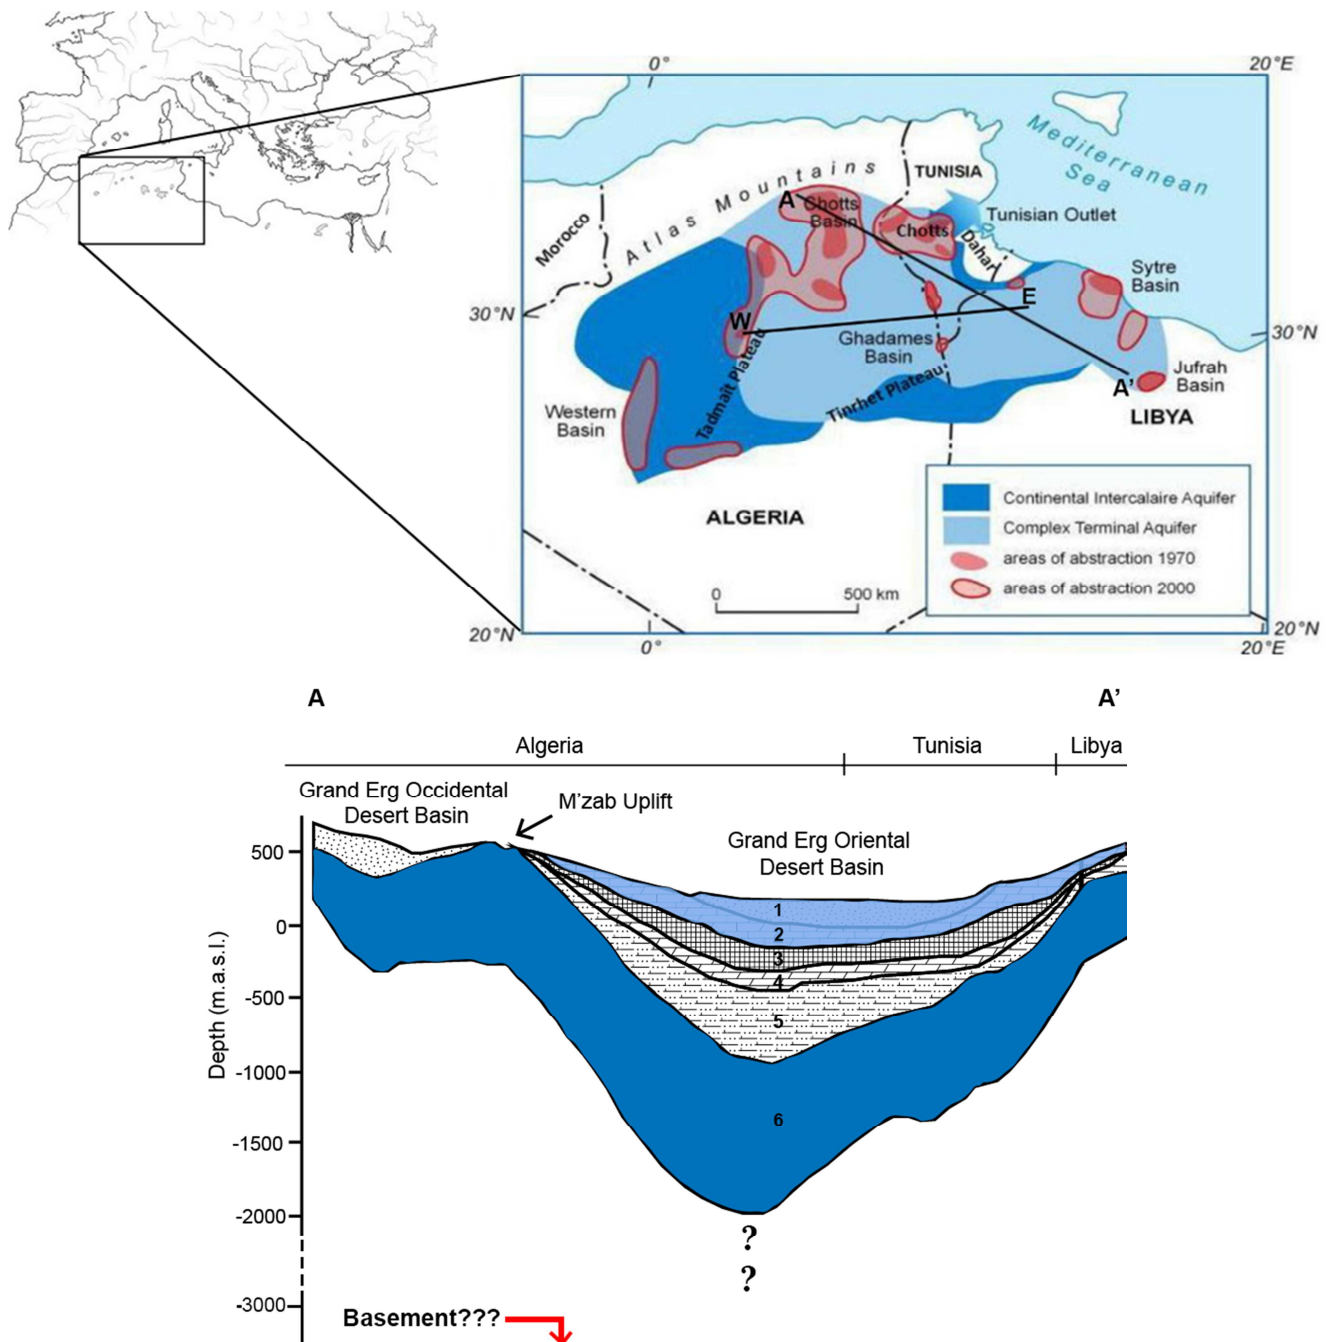 0°
20°E
Mediterranean
Sea
TUNISIA
Atlas Mountains
A
Chotts
Basin
Tunisian Outlet
Chotts
Dahar
Morocco
Sytre
Basin
E
30°N
W
30°N
Ghadames
Basin
Jufrah
Basin
A'
Tadmait Plateau
Tinrhet Plateau
Western
Basin
LIBYA
ALGERIA
Continental Intercalaire Aquifer
Complex Terminal Aquifer
areas of abstraction 1970
areas of abstraction 2000
0 500 km
20°N
20°N
0°
20°E
A A’
Algeria Tunisia Libya
Grand Erg Occidental
Desert Basin
M’zab Uplift
Grand Erg Oriental
Desert Basin
Depth (m.a.s.l.)
500
0
-500
-1000
-1500
-2000
-3000
1
2
3
4
5
6
?
?
Basement???